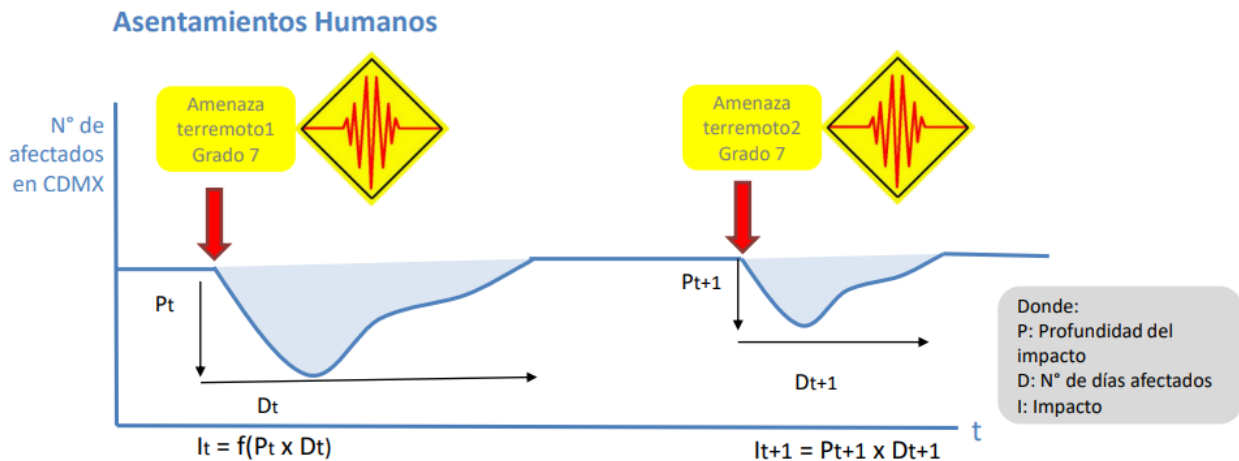 Asentamientos Humanos
N° de
afectados
en CDMX
Amenaza
terremoto1
Grado 7
Amenaza
terremoto2
Grado 7
Pt
Dt
Pt+1
Dt+1
Donde:
P: Profundidad del
impacto
D: N° de días afectados
I: Impacto
t
It = f(Pt x Dt)
It+1 = Pt+1 x Dt+1